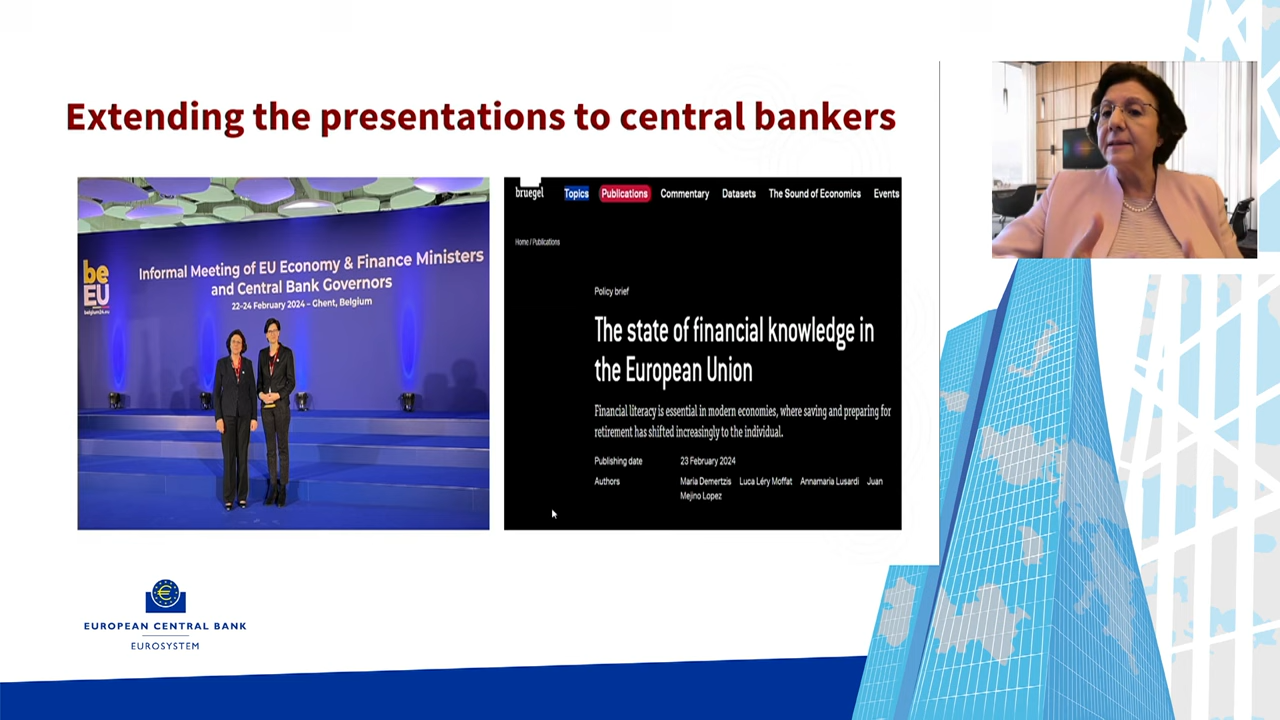 Extending the presentations to central bankers
be
EU
belgium24.eu
Informal Meeting of EU Economy & Finance Ministers
and Central Bank Governors
22-24 February 2024 – Ghent, Belgium
bruegel
Topics
Publications
Commentary
Datasets
The Sound of Economics
Events
Home / Publications
Policy brief
The state of financial knowledge in
the European Union
Financial literacy is essential in modern economies, where saving and preparing for
retirement has shifted increasingly to the individual.
Publishing date 23 February 2024
Authors Maria Demertzis Luca Léry Moffat Annamaria Lusardi Juan
Mejino Lopez
EUROPEAN CENTRAL BANK
EUROSYSTEM